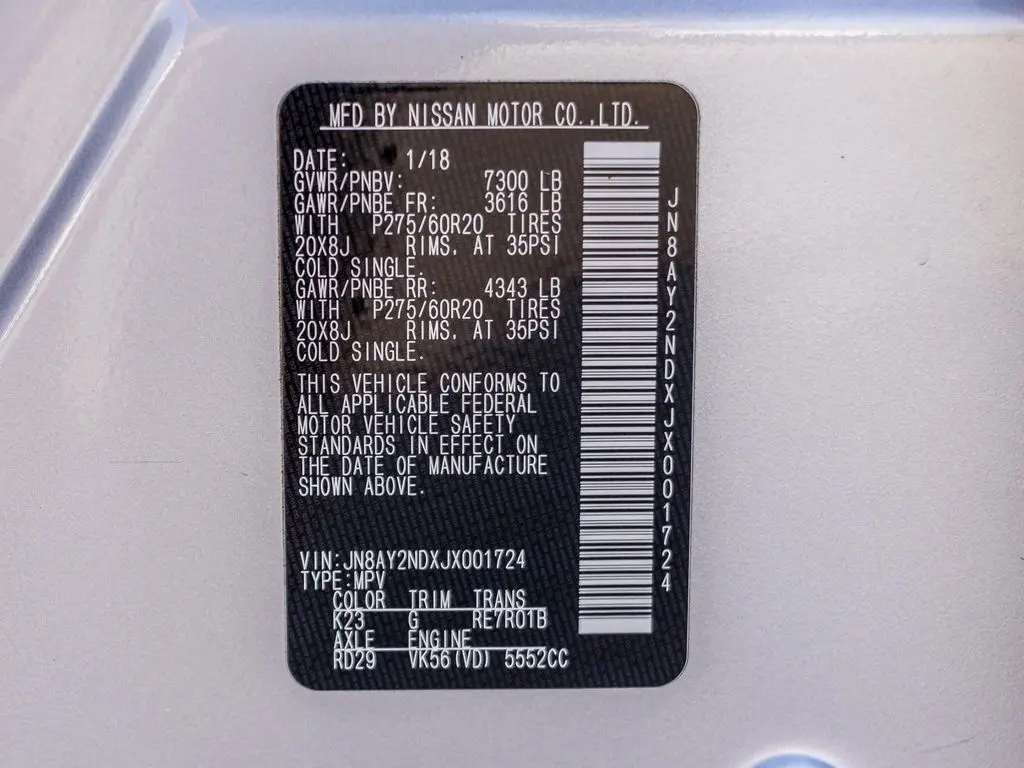 MFD BY NISSAN MOTOR CO.,LTD.
DATE: 1/18
GVWR/PNBV: 7300 LB
GAWR/PNBE FR: 3616 LB
WITH P275/60R20 TIRES
20X8J RIMS. AT 35PSI
COLD SINGLE.
GAWR/PNBE RR: 4343 LB
WITH P275/60R20 TIRES
20X8J RIMS. AT 35PSI
COLD SINGLE.
THIS VEHICLE CONFORMS TO
ALL APPLICABLE FEDERAL
MOTOR VEHICLE SAFETY
STANDARDS IN EFFECT ON
THE DATE OF MANUFACTURE
SHOWN ABOVE.
VIN:JN8AY2NDXJX001724
TYPE:MPV
COLOR TRIM TRANS
K23 G RE7R01B
AXLE ENGINE
RD29 VK56(VD) 5552CC
JN8AY2NDXJX001724